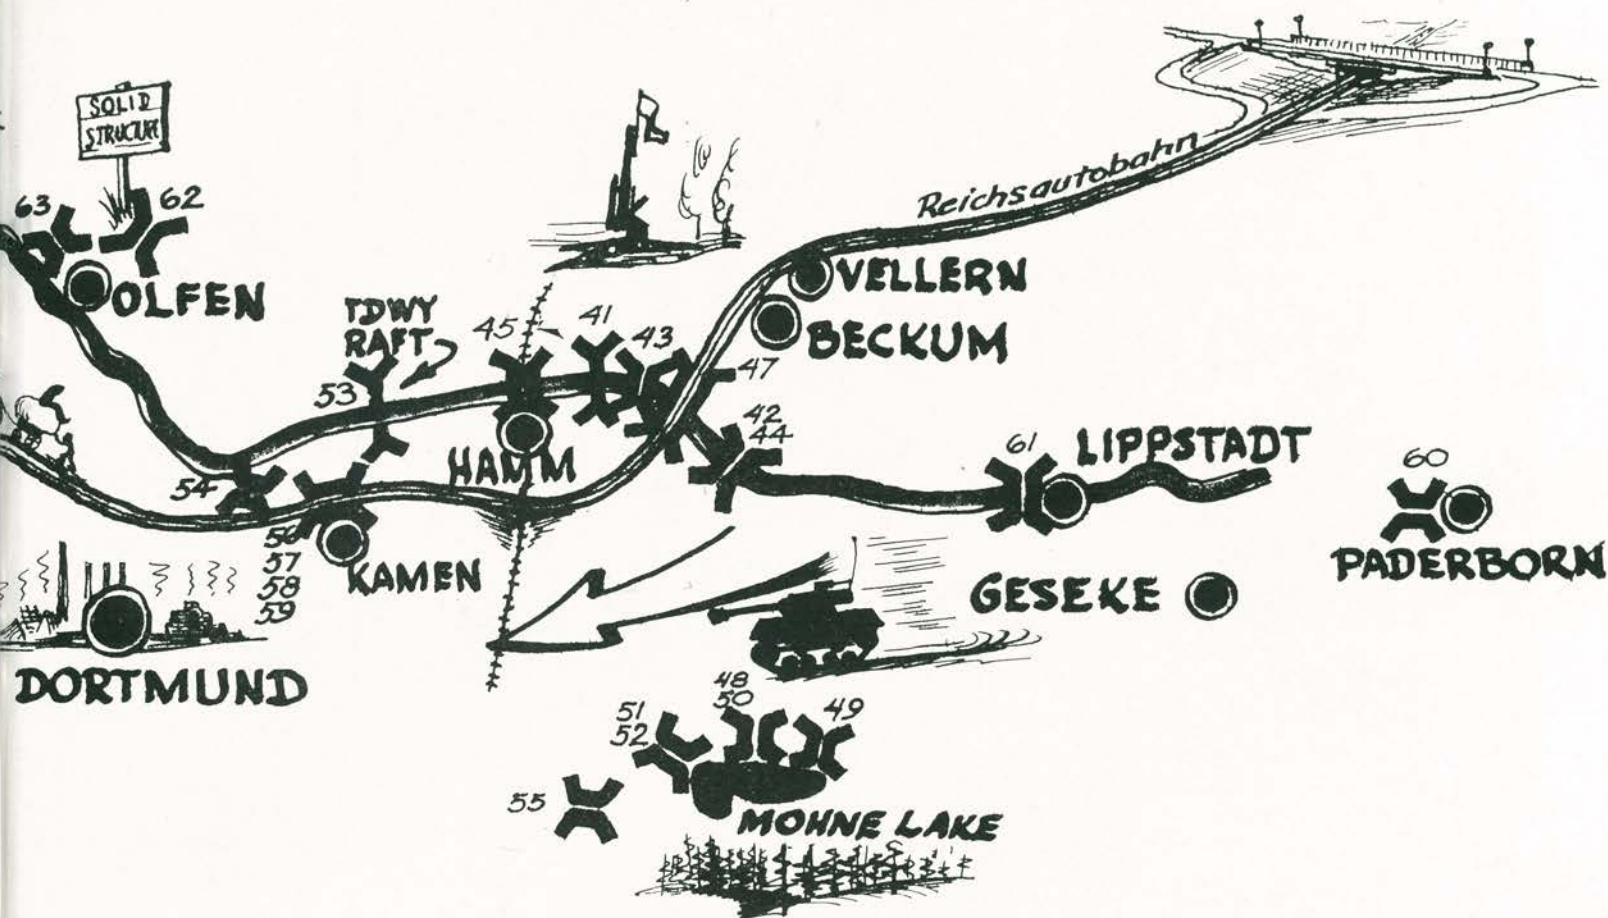 SOLID
STRUCTURE
63
62
OLFEN
Reichsautobahn
VELLERN
BECKUM
TDWY
RAFT
45
41
43
47
53
42
44
HAMM
54
61
LIPPSTADT
60
PADERBORN
56
57
58
59
KAMEN
GESEKE
DORTMUND
48
50
51
52
49
55
MOHNE LAKE